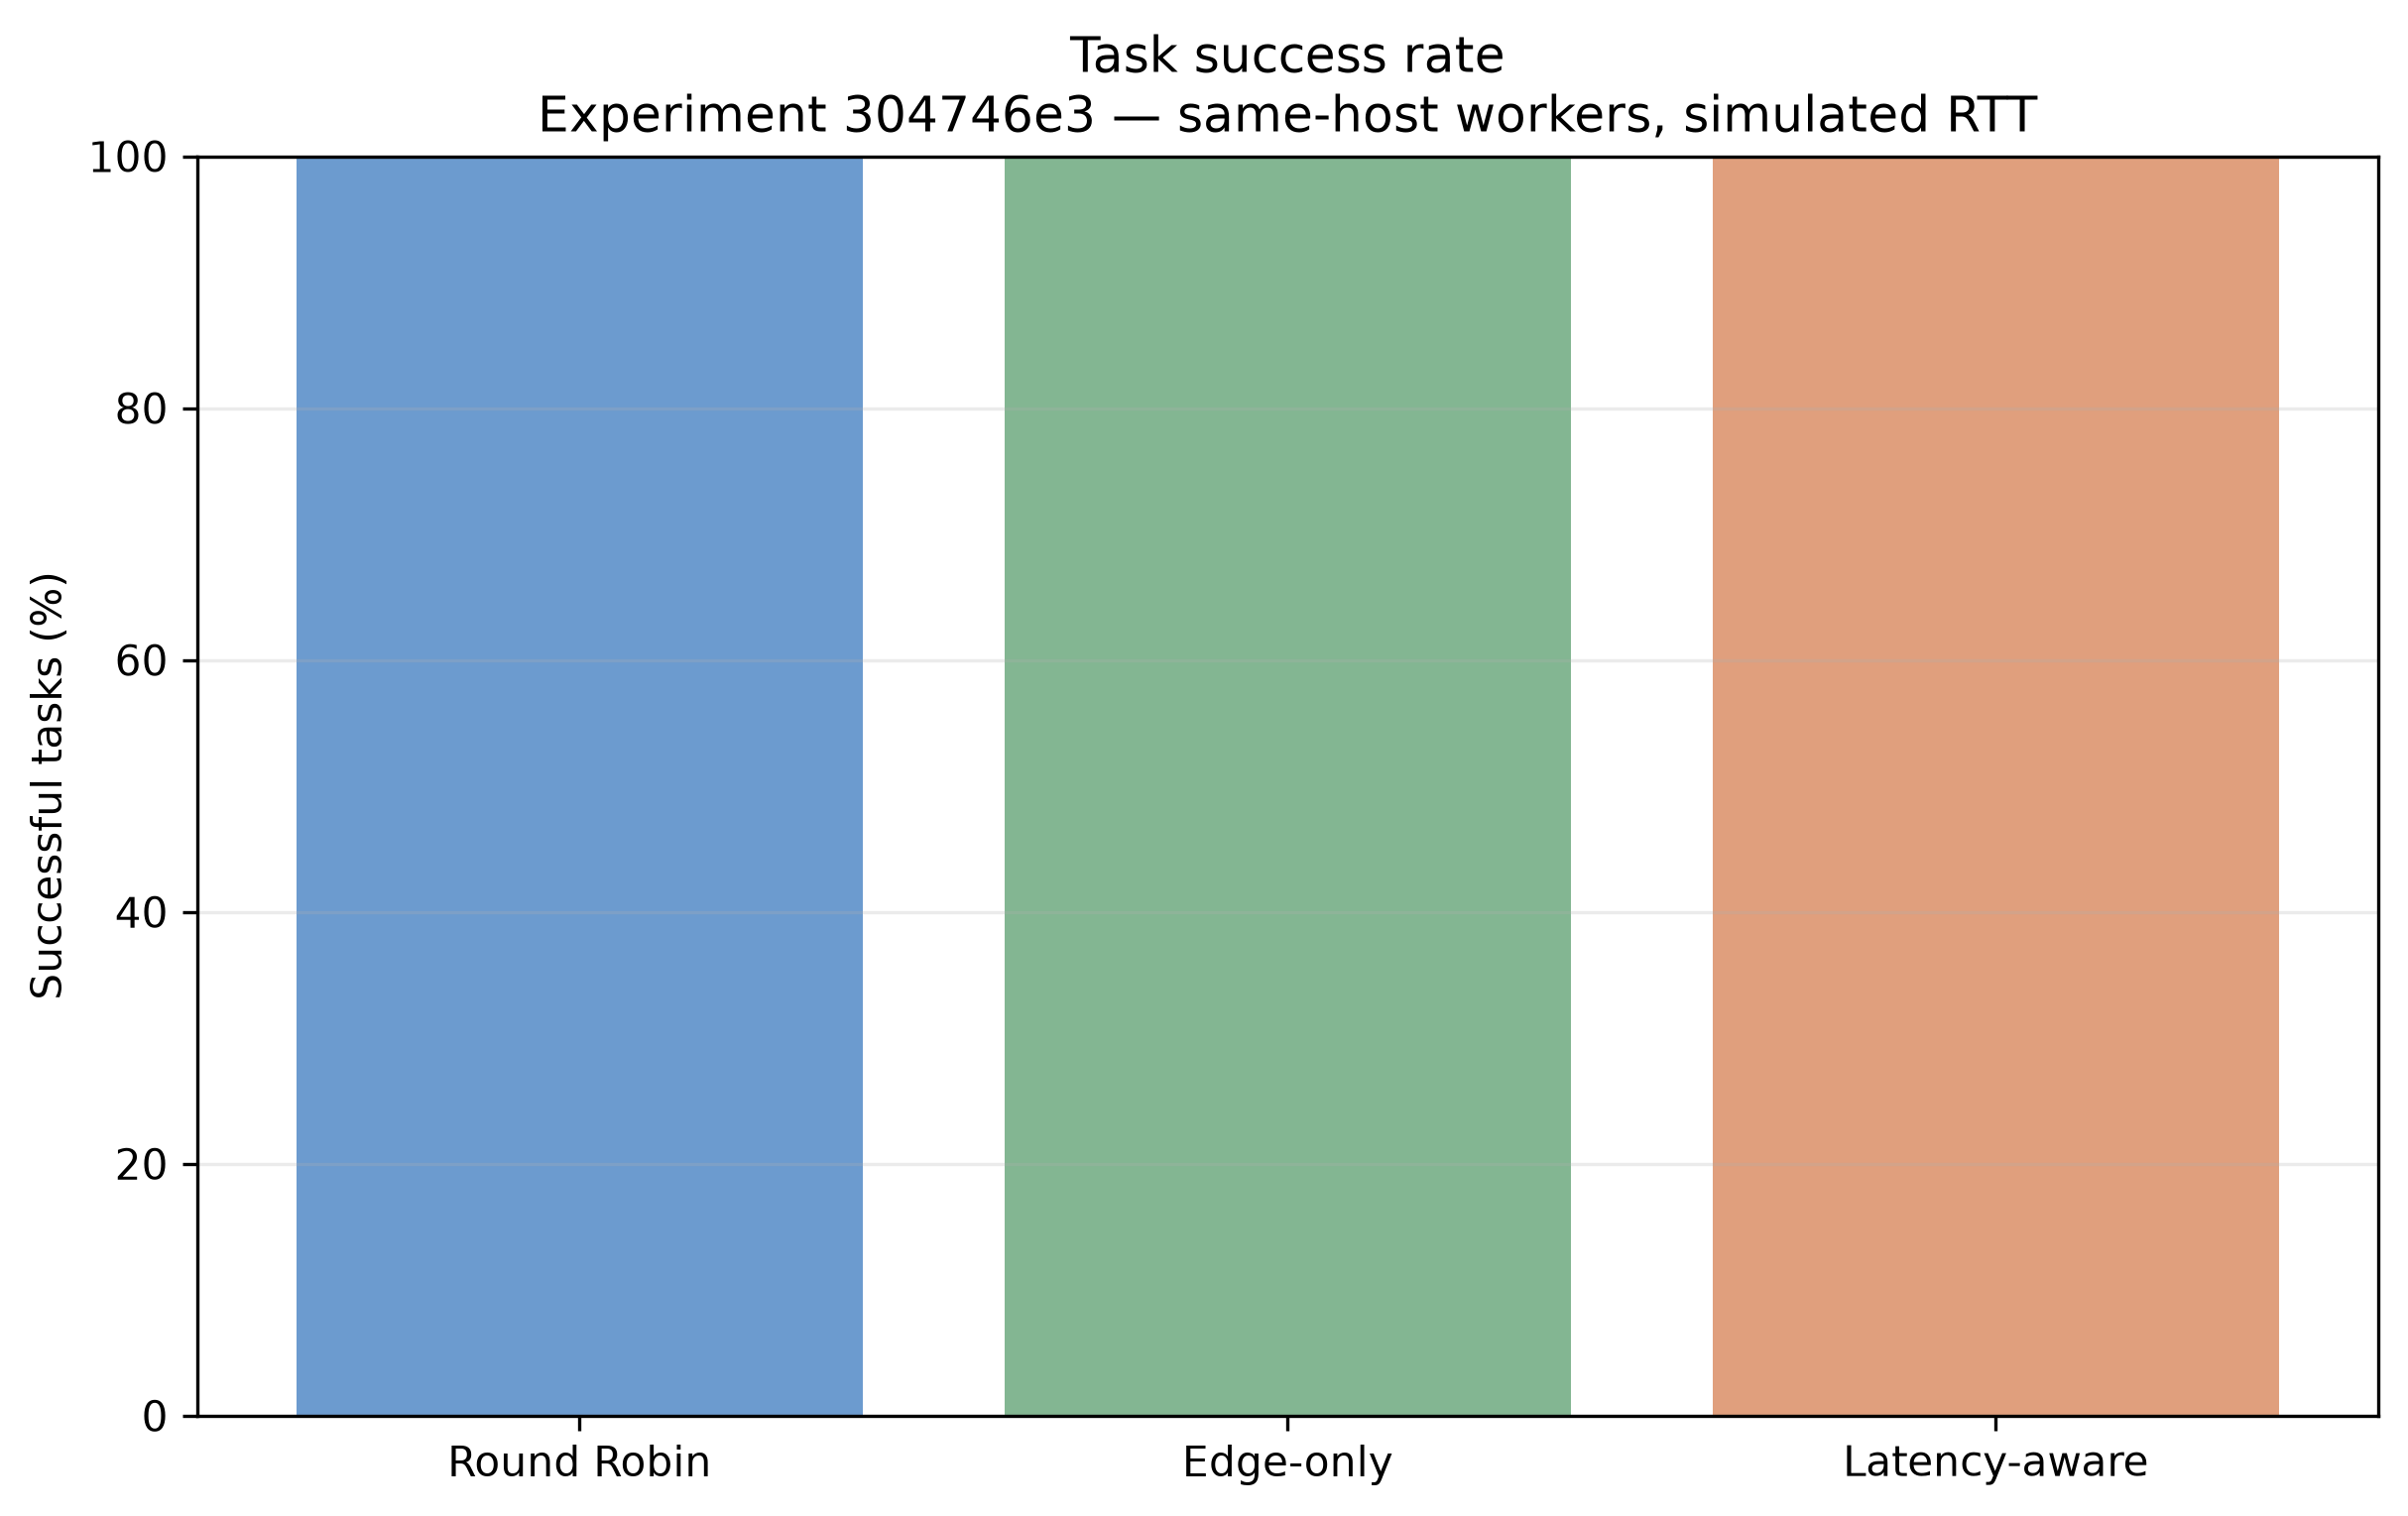 Task success rate
Experiment 304746e3 — same-host workers, simulated RTT
Successful tasks (%)
100
80
60
40
20
0
Round Robin
Edge-only
Latency-aware